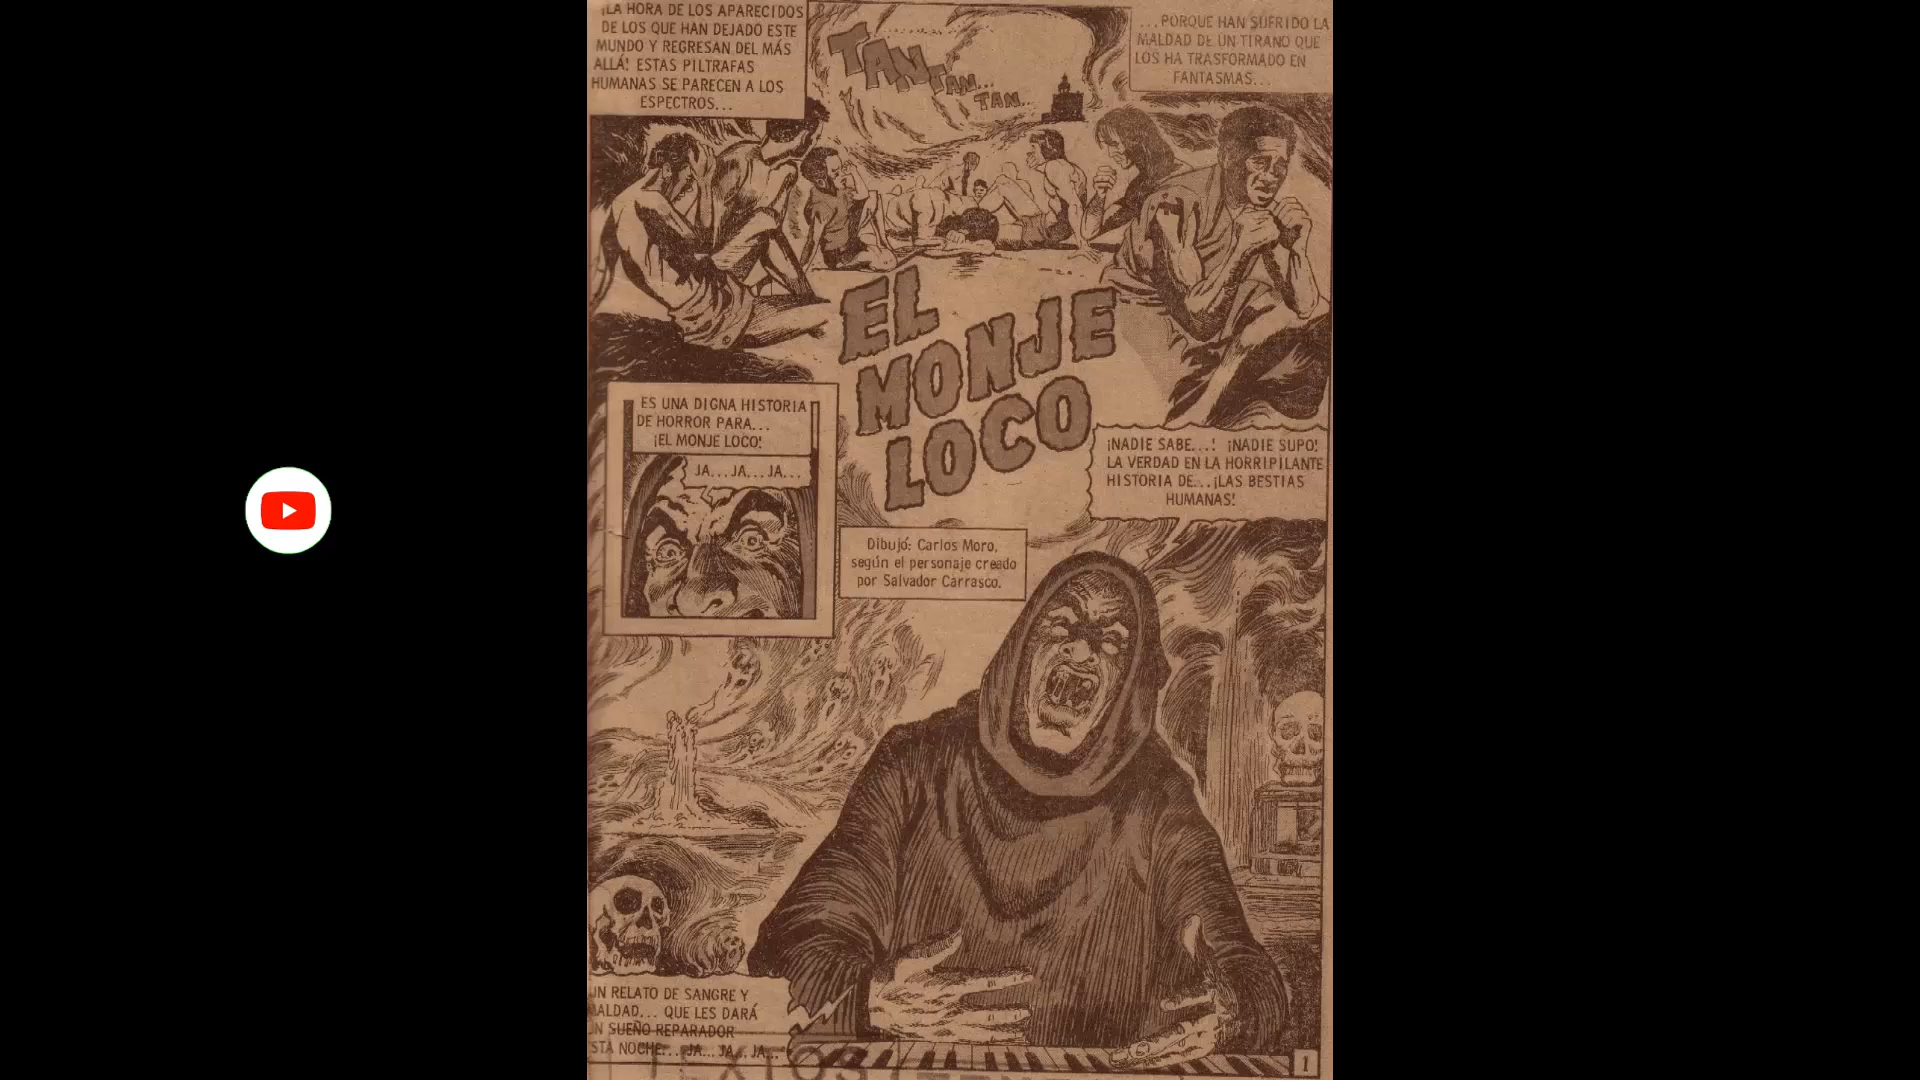 ¡LA HORA DE LOS APARECIDOS
DE LOS QUE HAN DEJADO ESTE
MUNDO Y REGRESAN DEL MÁS
ALLÁ! ESTAS PILTRAFAS
HUMANAS SE PARECEN A LOS
ESPECTROS...
TAN
TAN...
TAN...
...PORQUE HAN SUFRIDO LA
MALDAD DE UN TIRANO QUE
LOS HA TRASFORMADO EN
FANTASMAS...
EL
MONJE
LOCO
ES UNA DIGNA HISTORIA
DE HORROR PARA...
¡EL MONJE LOCO!
JA...JA...JA...
¡NADIE SABE...! ¡NADIE SUPO!
LA VERDAD EN LA HORRIPILANTE
HISTORIA DE...¡LAS BESTIAS
HUMANAS!
Dibujó: Carlos Moro,
según el personaje creado
por Salvador Carrasco.
UN RELATO DE SANGRE Y
MALDAD... QUE LES DARÁ
UN SUEÑO REPARADOR
ESTA NOCHE... JA... JA... JA...
1